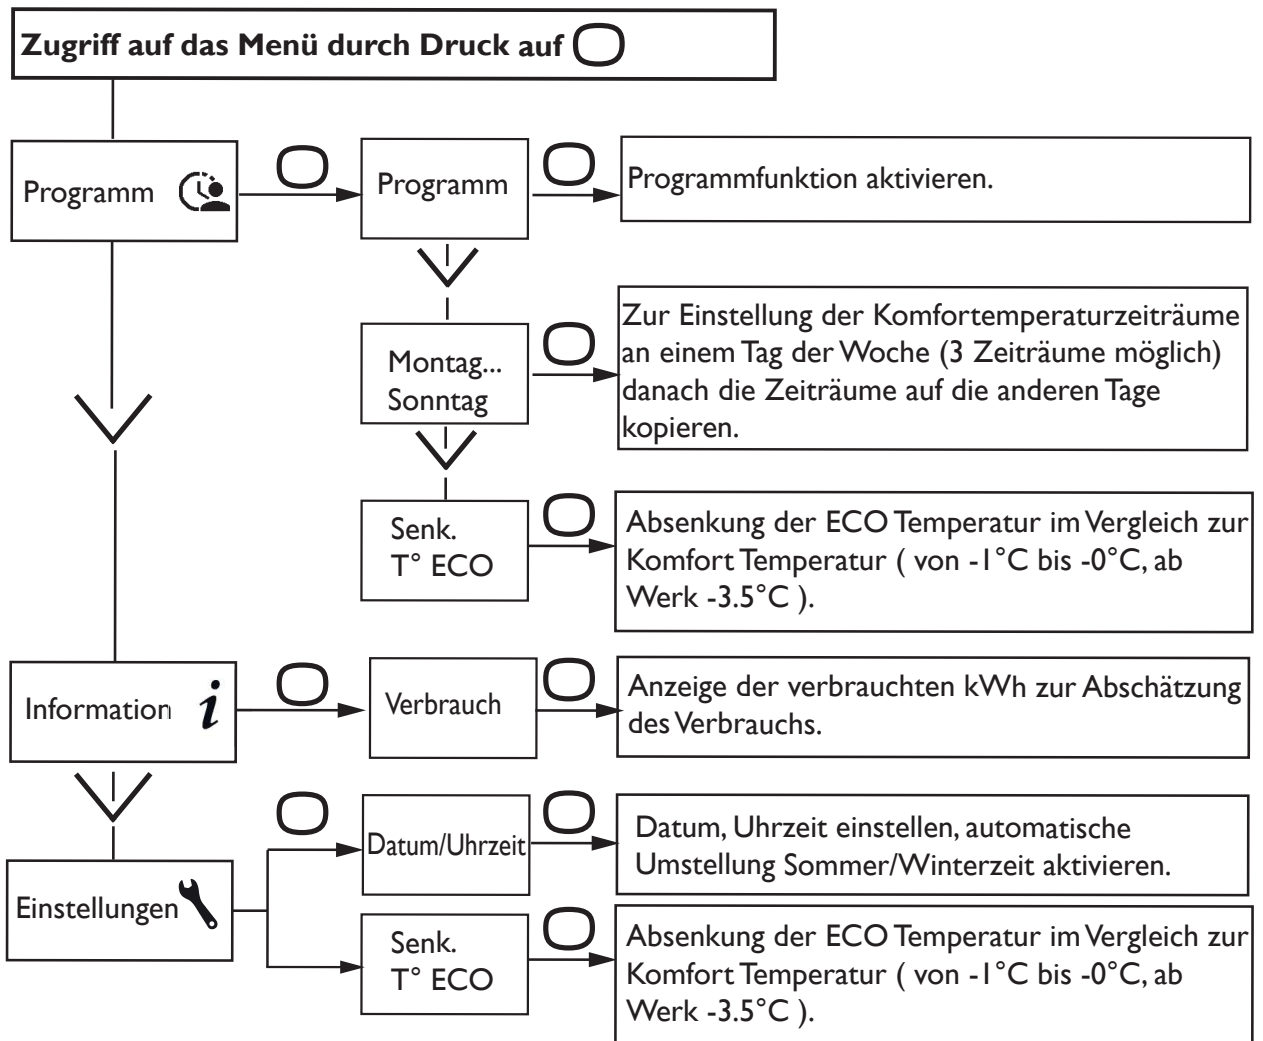 Zugriff auf das Menü durch Druck auf
Programm
Programm
Programmfunktion aktivieren.
Montag...
Sonntag
Zur Einstellung der Komfortemperaturzeiträume
an einem Tag der Woche (3 Zeiträume möglich)
danach die Zeiträume auf die anderen Tage
kopieren.
Senk.
T° ECO
Absenkung der ECO Temperatur im Vergleich zur
Komfort Temperatur ( von -1°C bis -0°C, ab
Werk -3.5°C ).
Information i
Verbrauch
Anzeige der verbrauchten kWh zur Abschätzung
des Verbrauchs.
Einstellungen
Datum/Uhrzeit
Datum, Uhrzeit einstellen, automatische
Umstellung Sommer/Winterzeit aktivieren.
Senk.
T° ECO
Absenkung der ECO Temperatur im Vergleich zur
Komfort Temperatur ( von -1°C bis -0°C, ab
Werk -3.5°C ).